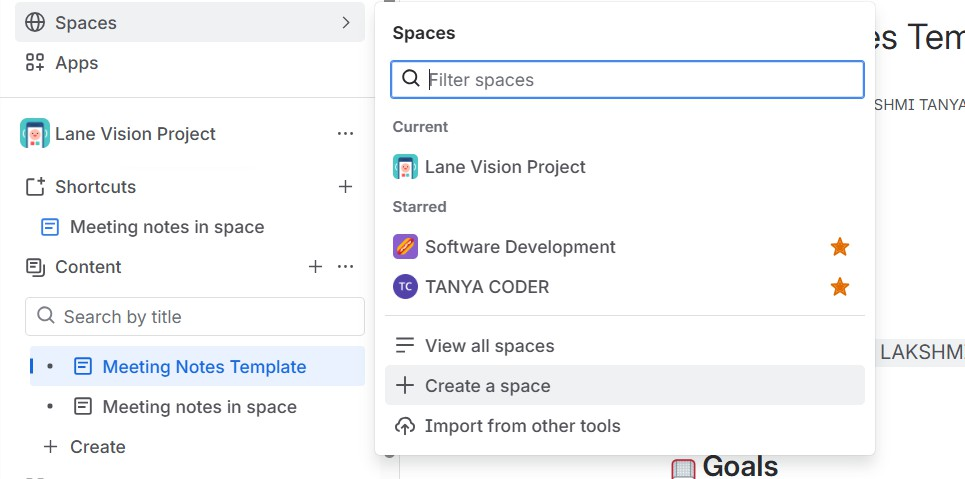 Spaces
Apps
Lane Vision Project
Shortcuts
Meeting notes in space
Content
Search by title
Meeting Notes Template
Meeting notes in space
Create
Spaces
Filter spaces
Current
Lane Vision Project
Starred
Software Development
TC TANYA CODER
View all spaces
Create a space
Import from other tools
es Tem
SHMI TANYA
LAKSHM
Goals